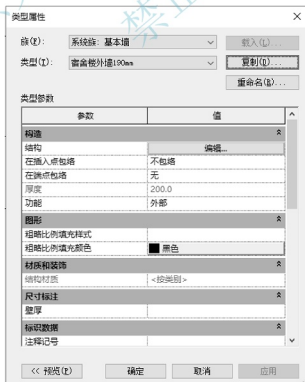 类型属性
族(F): 系统族: 基本墙 载入(L)...
类型(T): 宿舍楼外墙190mm 复制(D)...
重命名(R)...
类型参数
参数 值
构造
结构 编辑...
在插入点包络 不包络
在端点包络 无
厚度 200.0
功能 外部
图形
粗略比例填充样式
粗略比例填充颜色 黑色
材质和装饰
结构材质 <按类别>
尺寸标注
壁厚
标识数据
注释记号
<< 预览(P) 确定 取消 应用